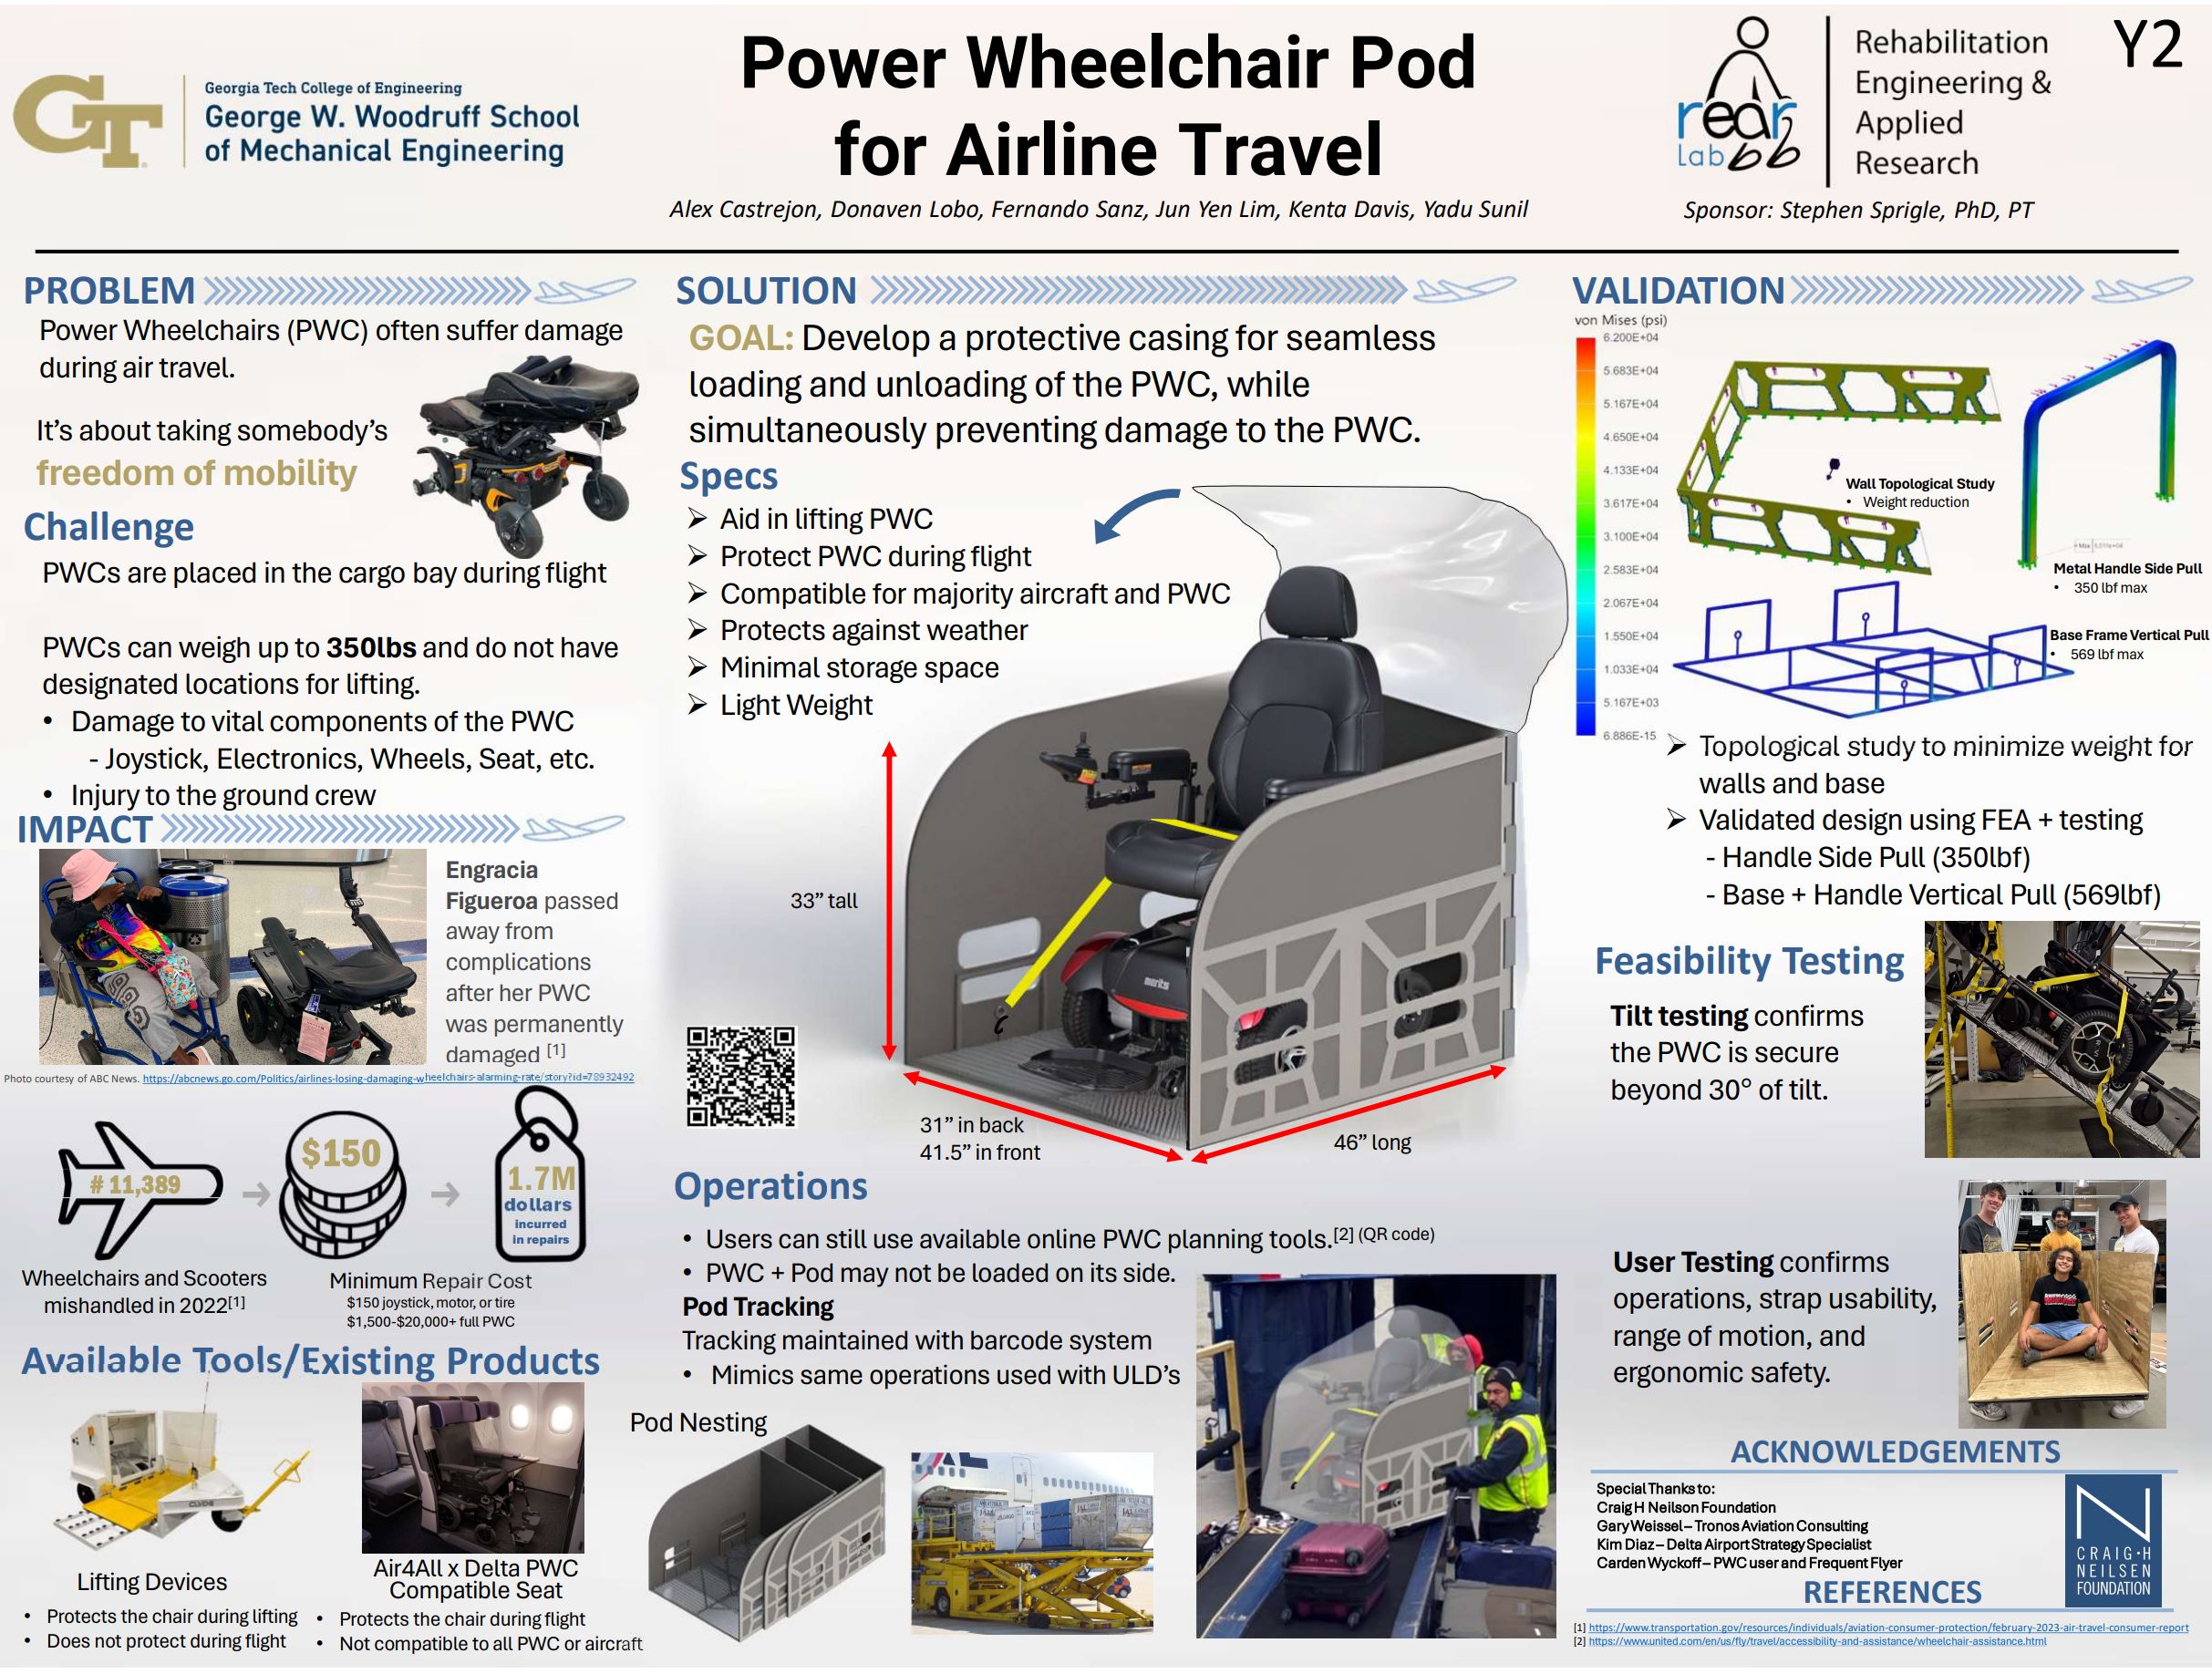 GT
Georgia Tech College of Engineering
George W. Woodruff School
of Mechanical Engineering
Power Wheelchair Pod
for Airline Travel
Alex Castrejon, Donaven Lobo, Fernando Sanz, Jun Yen Lim, Kenta Davis, Yadu Sunil
rear
Lab
Rehabilitation
Engineering &
Applied
Research
Y2
Sponsor: Stephen Sprigle, PhD, PT
PROBLEM
Power Wheelchairs (PWC) often suffer damage
during air travel.
It's about taking somebody's
freedom of mobility
Challenge
PWCs are placed in the cargo bay during flight
PWCs can weigh up to 350lbs and do not have
designated locations for lifting.
• Damage to vital components of the PWC
- Joystick, Electronics, Wheels, Seat, etc.
• Injury to the ground crew
IMPACT
Engracia
Figueroa passed
away from
complications
after her PWC
was permanently
damaged [1]
Photo courtesy of ABC News. https://abcnews.go.com/Politics/airlines-losing-damaging-wheelchairs-alarming-rate/story?id=78932492
# 11,389
$150
1.7M
dollars
incurred
in repairs
Wheelchairs and Scooters
mishandled in 2022[1]
Minimum Repair Cost
$150 joystick, motor, or tire
$1,500-$20,000+ full PWC
Available Tools/Existing Products
Lifting Devices
• Protects the chair during lifting
• Does not protect during flight
Air4All x Delta PWC
Compatible Seat
• Protects the chair during flight
• Not compatible to all PWC or aircraft
SOLUTION
GOAL: Develop a protective casing for seamless
loading and unloading of the PWC, while
simultaneously preventing damage to the PWC.
Specs
➢ Aid in lifting PWC
➢ Protect PWC during flight
➢ Compatible for majority aircraft and PWC
➢ Protects against weather
➢ Minimal storage space
➢ Light Weight
33” tall
merits
31” in back
41.5” in front
46” long
Operations
• Users can still use available online PWC planning tools.[2] (QR code)
• PWC + Pod may not be loaded on its side.
Pod Tracking
Tracking maintained with barcode system
• Mimics same operations used with ULD's
Pod Nesting
VALIDATION
von Mises (psi)
6.200E+04
5.683E+04
5.167E+04
4.650E+04
4.133E+04
3.617E+04
3.100E+04
2.583E+04
2.067E+04
1.550E+04
1.033E+04
5.167E+03
6.886E-15
Wall Topological Study
• Weight reduction
Metal Handle Side Pull
• 350 lbf max
Base Frame Vertical Pull
• 569 lbf max
➢ Topological study to minimize weight for
walls and base
➢ Validated design using FEA + testing
- Handle Side Pull (350lbf)
- Base + Handle Vertical Pull (569lbf)
Feasibility Testing
Tilt testing confirms
the PWC is secure
beyond 30° of tilt.
User Testing confirms
operations, strap usability,
range of motion, and
ergonomic safety.
ACKNOWLEDGEMENTS
Special Thanks to:
Craig H Neilson Foundation
Gary Weissel – Tronos Aviation Consulting
Kim Diaz – Delta Airport Strategy Specialist
Carden Wyckoff – PWC user and Frequent Flyer
N
CRAIG·H
NEILSEN
FOUNDATION
REFERENCES
[1] https://www.transportation.gov/resources/individuals/aviation-consumer-protection/february-2023-air-travel-consumer-report
[2] https://www.united.com/en/us/fly/travel/accessibility-and-assistance/wheelchair-assistance.html